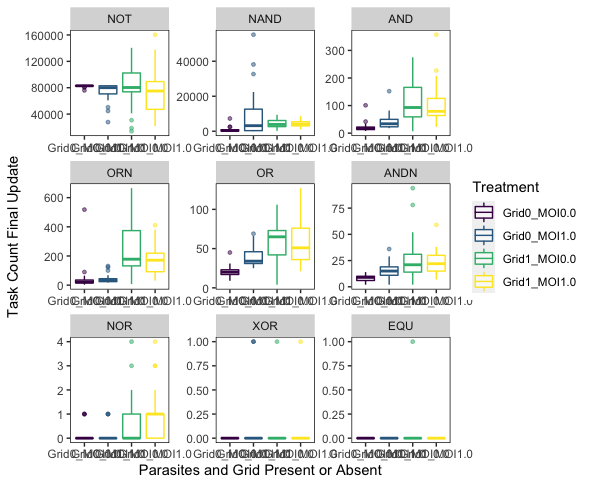 NOT NAND AND
160000 120000 80000 40000
40000 20000 0
300 200 100 0
Grid0_MOI1.0
ORN OR ANDN
600 400 200 0
100 50 0
75 50 25 0
NOR XOR EQU
4 3 2 1 0
1.00 0.75 0.50 0.25 0.00
1.00 0.75 0.50 0.25 0.00
Task Count Final Update
Parasites and Grid Present or Absent
Treatment
Grid0_MOI0.0
Grid0_MOI1.0
Grid1_MOI0.0
Grid1_MOI1.0